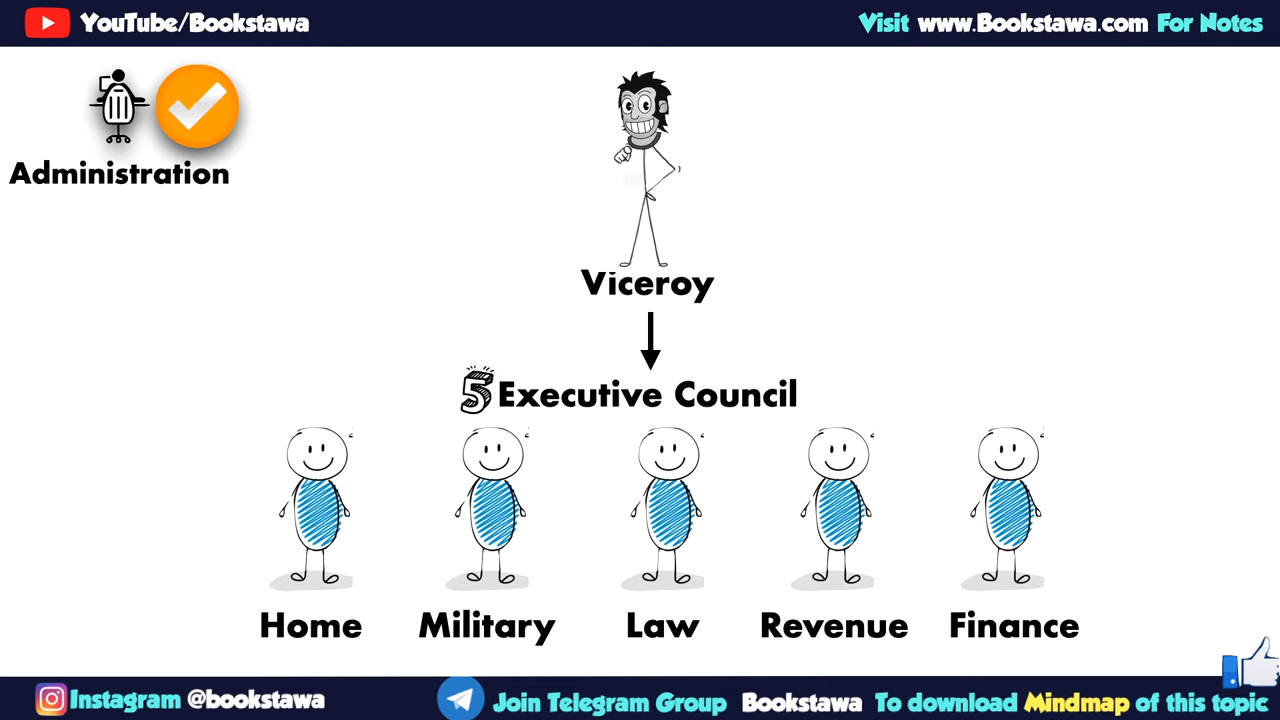 YouTube/Bookstawa
Visit www.Bookstawa.com For Notes
Administration
Viceroy
5 Executive Council
Home Military Law Revenue Finance
Instagram @bookstawa
Join Telegram Group Bookstawa To download Mindmap of this topic